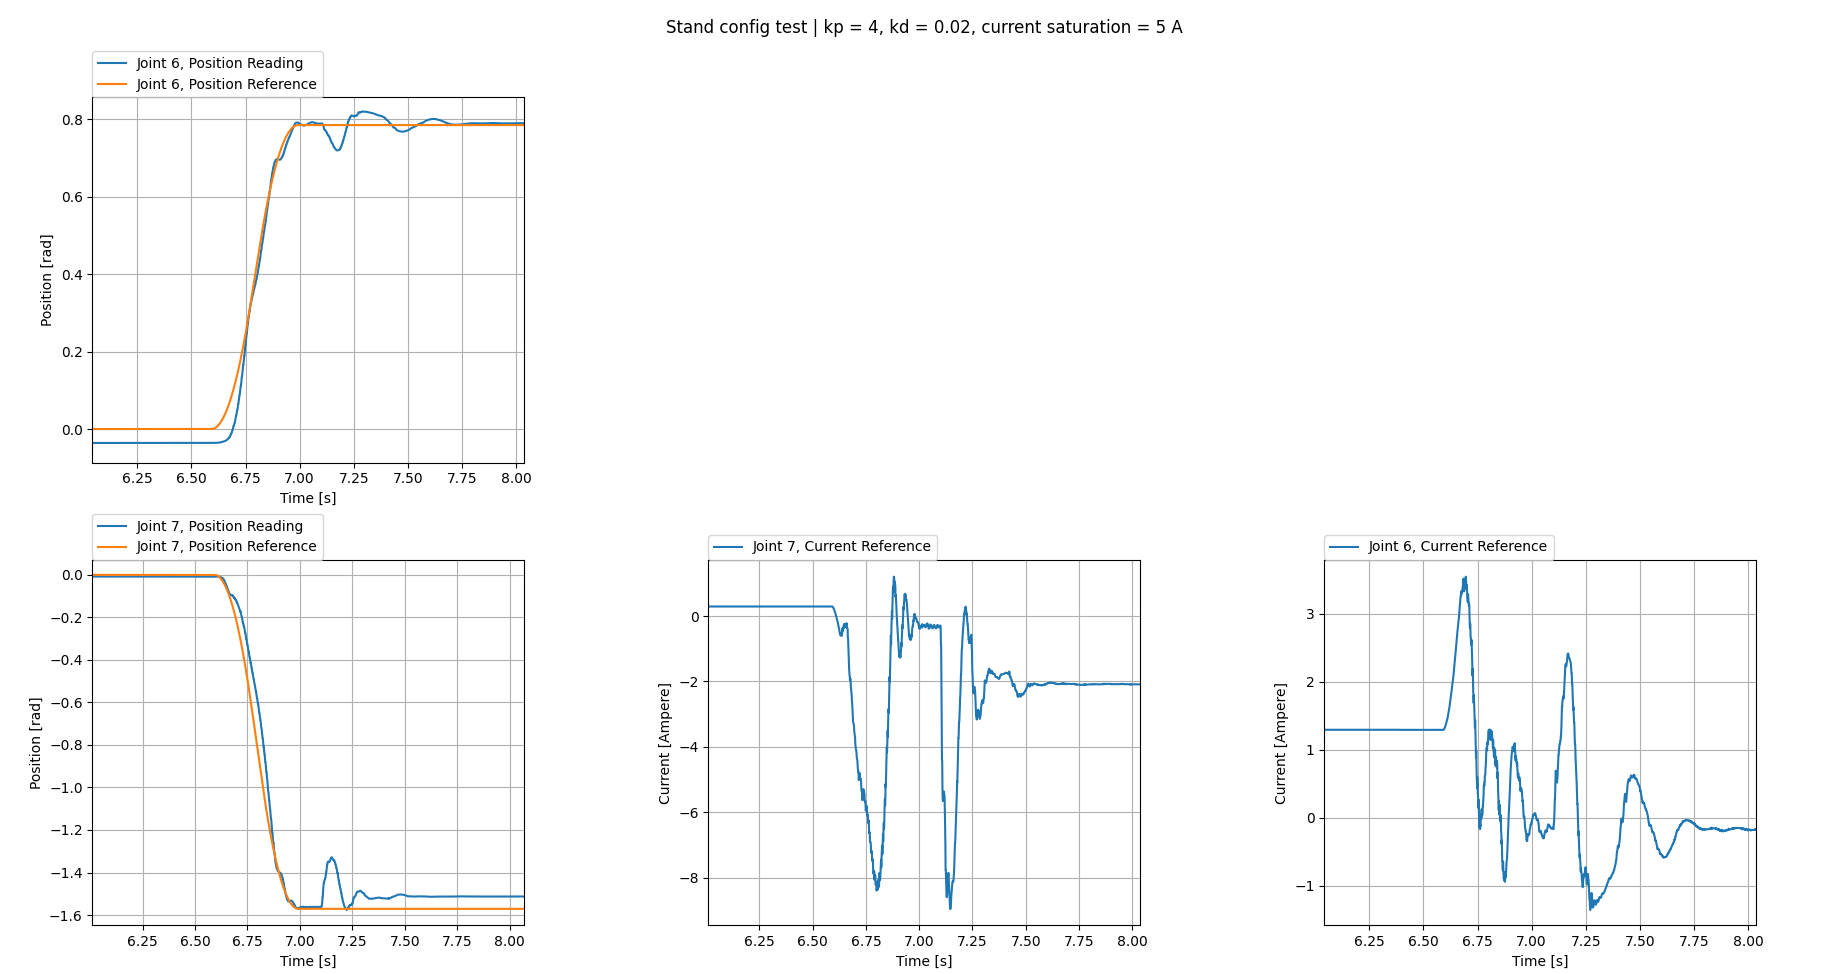 Stand config test | kp = 4, kd = 0.02, current saturation = 5 A
Joint 6, Position Reading
Joint 6, Position Reference
0.8
0.6
0.4
0.2
0.0
Position [rad]
6.25 6.50 6.75 7.00 7.25 7.50 7.75 8.00
Time [s]
Joint 7, Position Reading
Joint 7, Position Reference
0.0
−0.2
−0.4
−0.6
−0.8
−1.0
−1.2
−1.4
−1.6
Position [rad]
6.25 6.50 6.75 7.00 7.25 7.50 7.75 8.00
Time [s]
Joint 7, Current Reference
0
−2
−4
−6
−8
Current [Ampere]
6.25 6.50 6.75 7.00 7.25 7.50 7.75 8.00
Time [s]
Joint 6, Current Reference
3
2
1
0
−1
Current [Ampere]
6.25 6.50 6.75 7.00 7.25 7.50 7.75 8.00
Time [s]